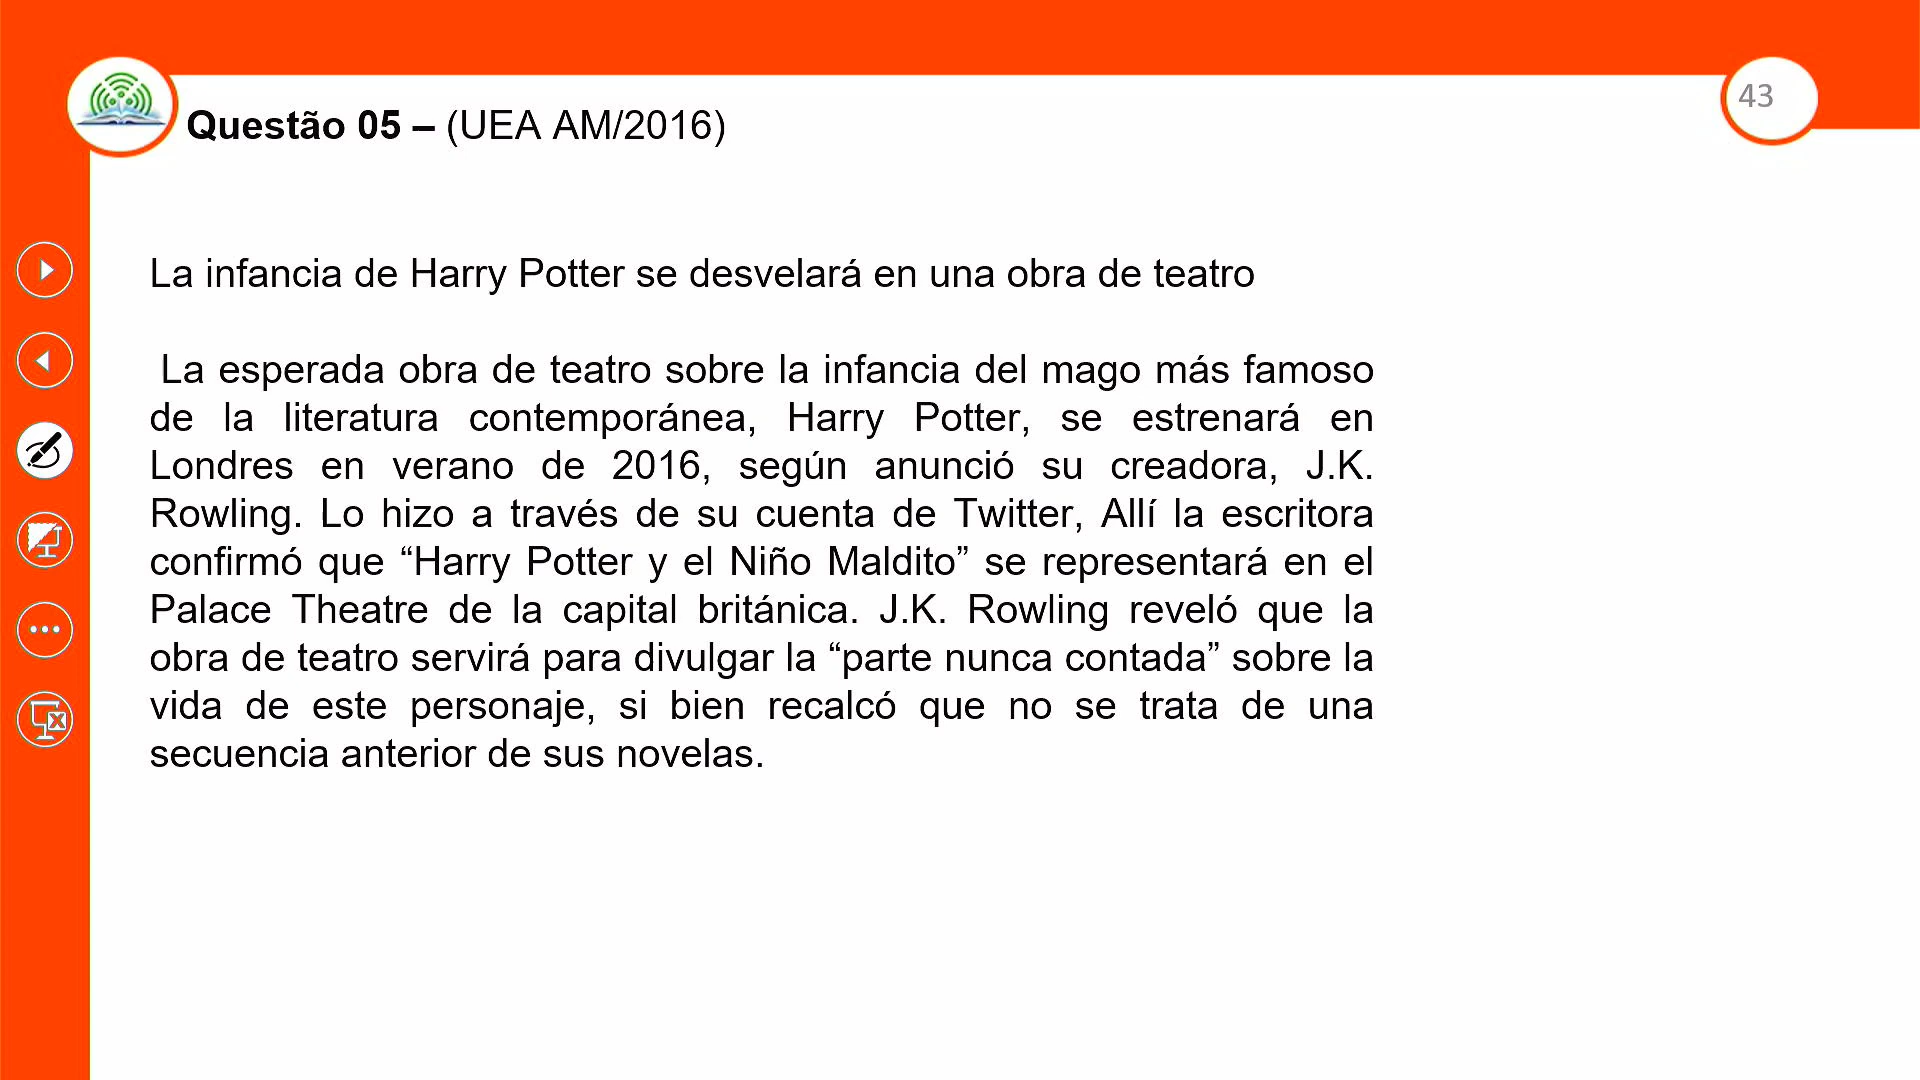 43
Questão 05 – (UEA AM/2016)
La infancia de Harry Potter se desvelará en una obra de teatro
La esperada obra de teatro sobre la infancia del mago más famoso
de la literatura contemporánea, Harry Potter, se estrenará en
Londres en verano de 2016, según anunció su creadora, J.K.
Rowling. Lo hizo a través de su cuenta de Twitter, Allí la escritora
confirmó que “Harry Potter y el Niño Maldito” se representará en el
Palace Theatre de la capital británica. J.K. Rowling reveló que la
obra de teatro servirá para divulgar la “parte nunca contada” sobre la
vida de este personaje, si bien recalcó que no se trata de una
secuencia anterior de sus novelas.